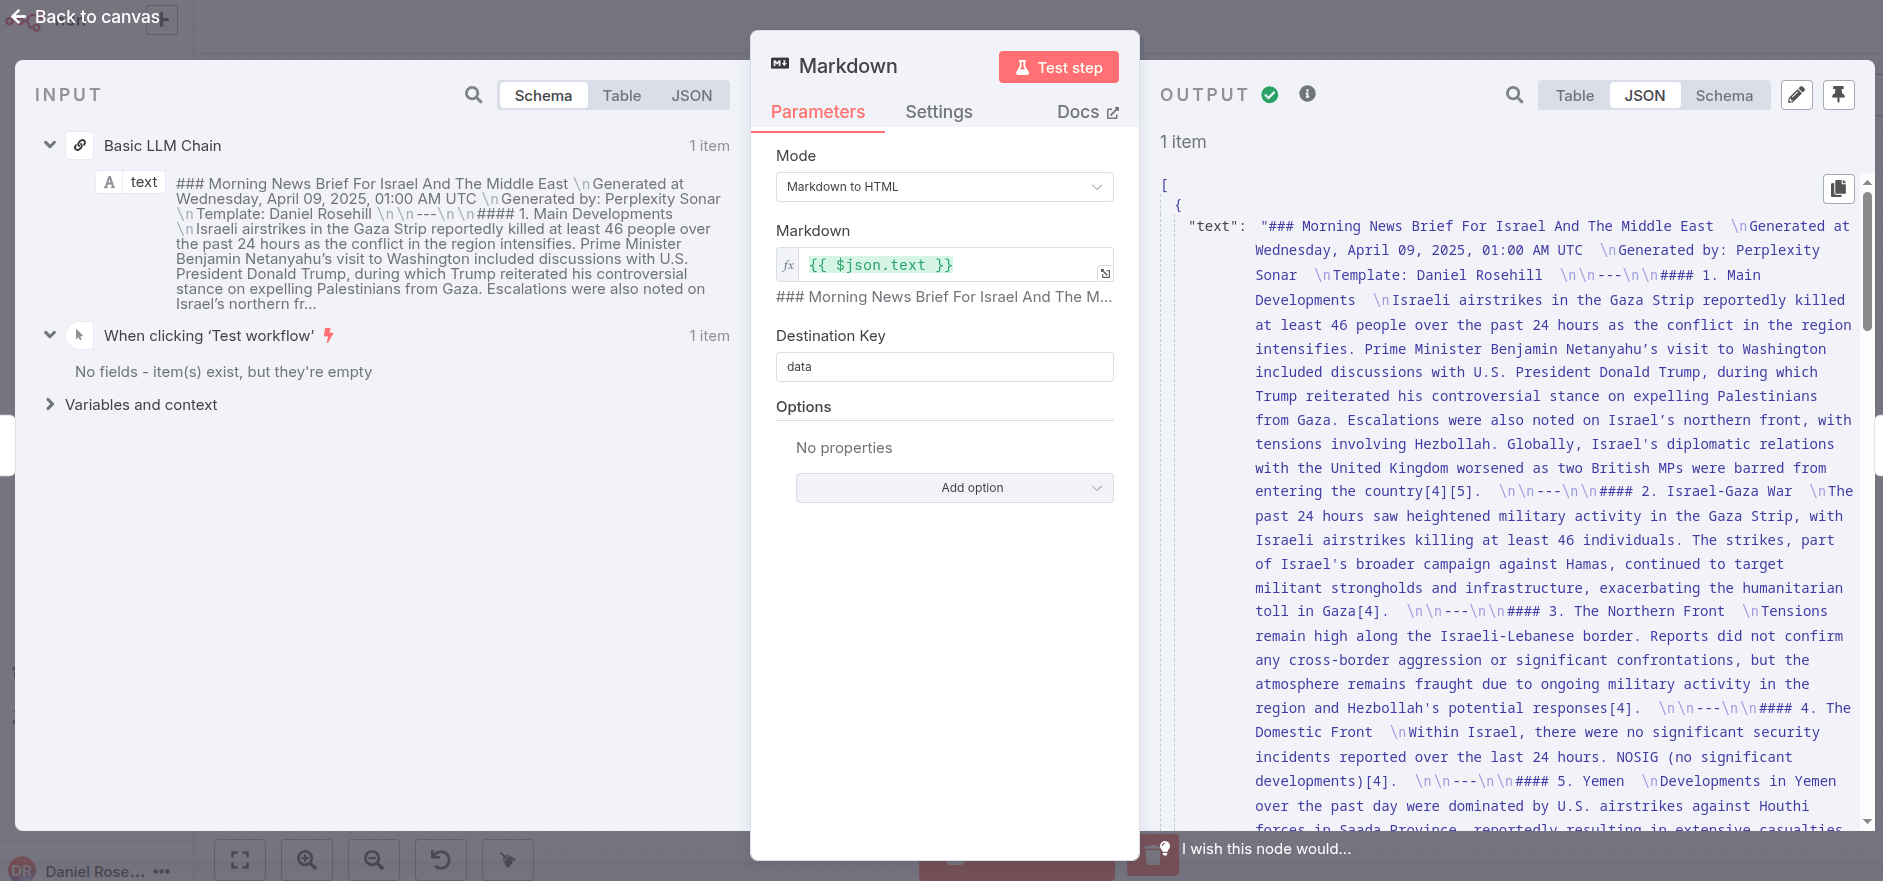 Back to canvas
INPUT
Schema
Table
JSON
Basic LLM Chain
1 item
A text
### Morning News Brief For Israel And The Middle East \nGenerated at
Wednesday, April 09, 2025, 01:00 AM UTC \nGenerated by: Perplexity Sonar
\nTemplate: Daniel Rosehill \n\n---\n\n#### 1. Main Developments
\nIsraeli airstrikes in the Gaza Strip reportedly killed at least 46 people over
the past 24 hours as the conflict in the region intensifies. Prime Minister
Benjamin Netanyahu’s visit to Washington included discussions with U.S.
President Donald Trump, during which Trump reiterated his controversial
stance on expelling Palestinians from Gaza. Escalations were also noted on
Israel’s northern fr...
When clicking ‘Test workflow’
1 item
No fields - item(s) exist, but they're empty
Variables and context
Markdown
Test step
Parameters
Settings
Docs
Mode
Markdown to HTML
Markdown
fx {{ $json.text }}
### Morning News Brief For Israel And The M...
Destination Key
data
Options
No properties
Add option
OUTPUT
Table
JSON
Schema
1 item
[
{
"text": "### Morning News Brief For Israel And The Middle East  \nGenerated at
Wednesday, April 09, 2025, 01:00 AM UTC  \nGenerated by: Perplexity
Sonar  \nTemplate: Daniel Rosehill  \n\n---\n\n#### 1. Main
Developments  \nIsraeli airstrikes in the Gaza Strip reportedly killed
at least 46 people over the past 24 hours as the conflict in the region
intensifies. Prime Minister Benjamin Netanyahu’s visit to Washington
included discussions with U.S. President Donald Trump, during which
Trump reiterated his controversial stance on expelling Palestinians
from Gaza. Escalations were also noted on Israel’s northern front, with
tensions involving Hezbollah. Globally, Israel's diplomatic relations
with the United Kingdom worsened as two British MPs were barred from
entering the country[4][5].  \n\n---\n\n#### 2. Israel-Gaza War  \nThe
past 24 hours saw heightened military activity in the Gaza Strip, with
Israeli airstrikes killing at least 46 individuals. The strikes, part
of Israel's broader campaign against Hamas, continued to target
militant strongholds and infrastructure, exacerbating the humanitarian
toll in Gaza[4].  \n\n---\n\n#### 3. The Northern Front  \nTensions
remain high along the Israeli-Lebanese border. Reports did not confirm
any cross-border aggression or significant confrontations, but the
atmosphere remains fraught due to ongoing military activity in the
region and Hezbollah's potential responses[4].  \n\n---\n\n#### 4. The
Domestic Front  \nWithin Israel, there were no significant security
incidents reported over the last 24 hours. NOSIG (no significant
developments)[4].  \n\n---\n\n#### 5. Yemen  \nDevelopments in Yemen
over the past day were dominated by U.S. airstrikes against Houthi
forces in Saada Province, reportedly resulting in extensive casualties
I wish this node would...
DR Daniel Rose...